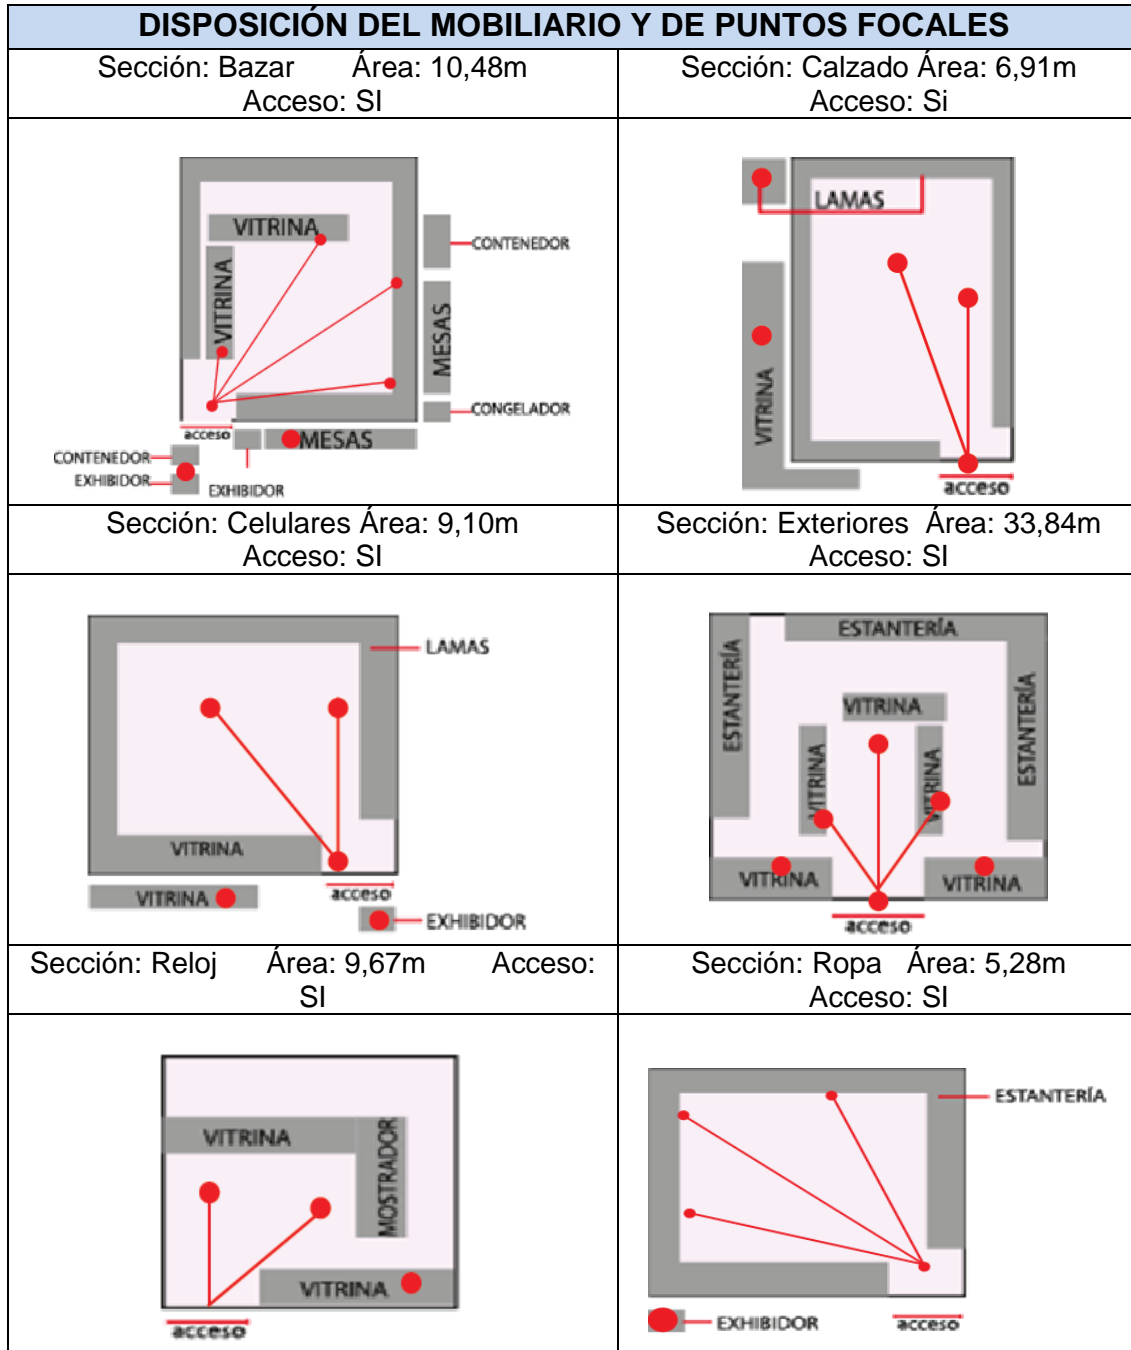 DISPOSICIÓN DEL MOBILIARIO Y DE PUNTOS FOCALES
Sección: Bazar Área: 10,48m
Acceso: SI
Sección: Calzado Área: 6,91m
Acceso: Si
VITRINA
VITRINA
CONTENEDOR
MESAS
CONGELADOR
acceso
MESAS
CONTENEDOR
EXHIBIDOR
EXHIBIDOR
LAMAS
VITRINA
acceso
Sección: Celulares Área: 9,10m
Acceso: SI
Sección: Exteriores Área: 33,84m
Acceso: SI
LAMAS
VITRINA
VITRINA
acceso
EXHIBIDOR
ESTANTERÍA
ESTANTERÍA
ESTANTERÍA
VITRINA
VITRINA
VITRINA
VITRINA
VITRINA
acceso
Sección: Reloj Área: 9,67m Acceso:
SI
Sección: Ropa Área: 5,28m
Acceso: SI
VITRINA
MOSTRADOR
VITRINA
acceso
ESTANTERÍA
EXHIBIDOR
acceso